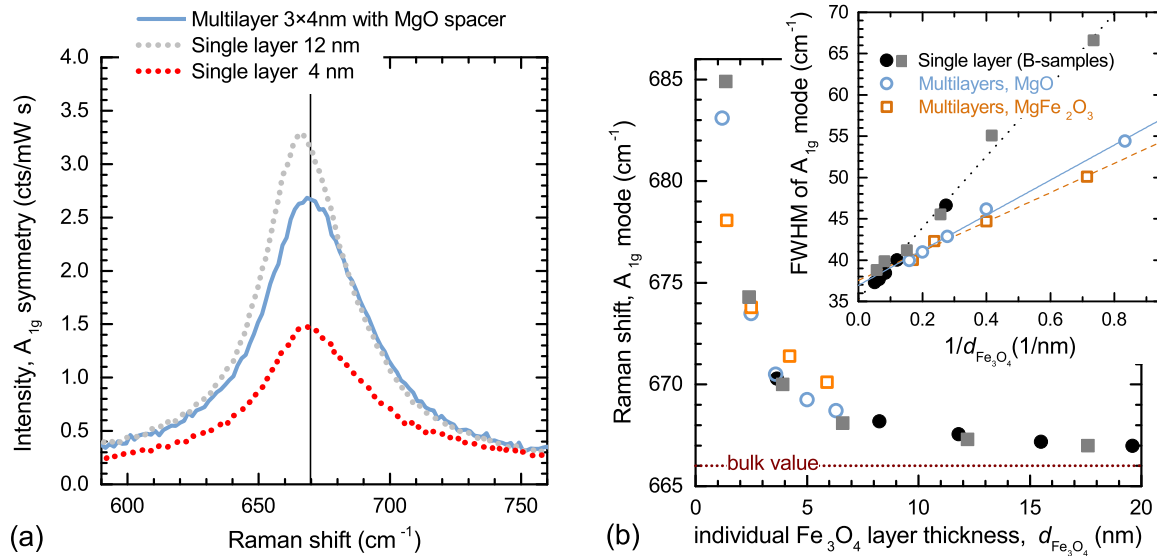 Multilayer 3×4nm with MgO spacer
Single layer 12 nm
Single layer 4 nm
4.0
3.5
3.0
2.5
2.0
1.5
1.0
0.5
0.0
Intensity, A1g symmetry (cts/mW s)
600 650 700 750
Raman shift (cm-1)
(a)
685
680
675
670
665
Raman shift, A1g mode (cm-1)
bulk value
0 5 10 15 20
individual Fe3O4 layer thickness, dFe3O4 (nm)
(b)
70
65
60
55
50
45
40
35
FWHM of A1g mode (cm-1)
Single layer (B-samples)
Multilayers, MgO
Multilayers, MgFe2O3
0.0 0.2 0.4 0.6 0.8
1/dFe3O4(1/nm)